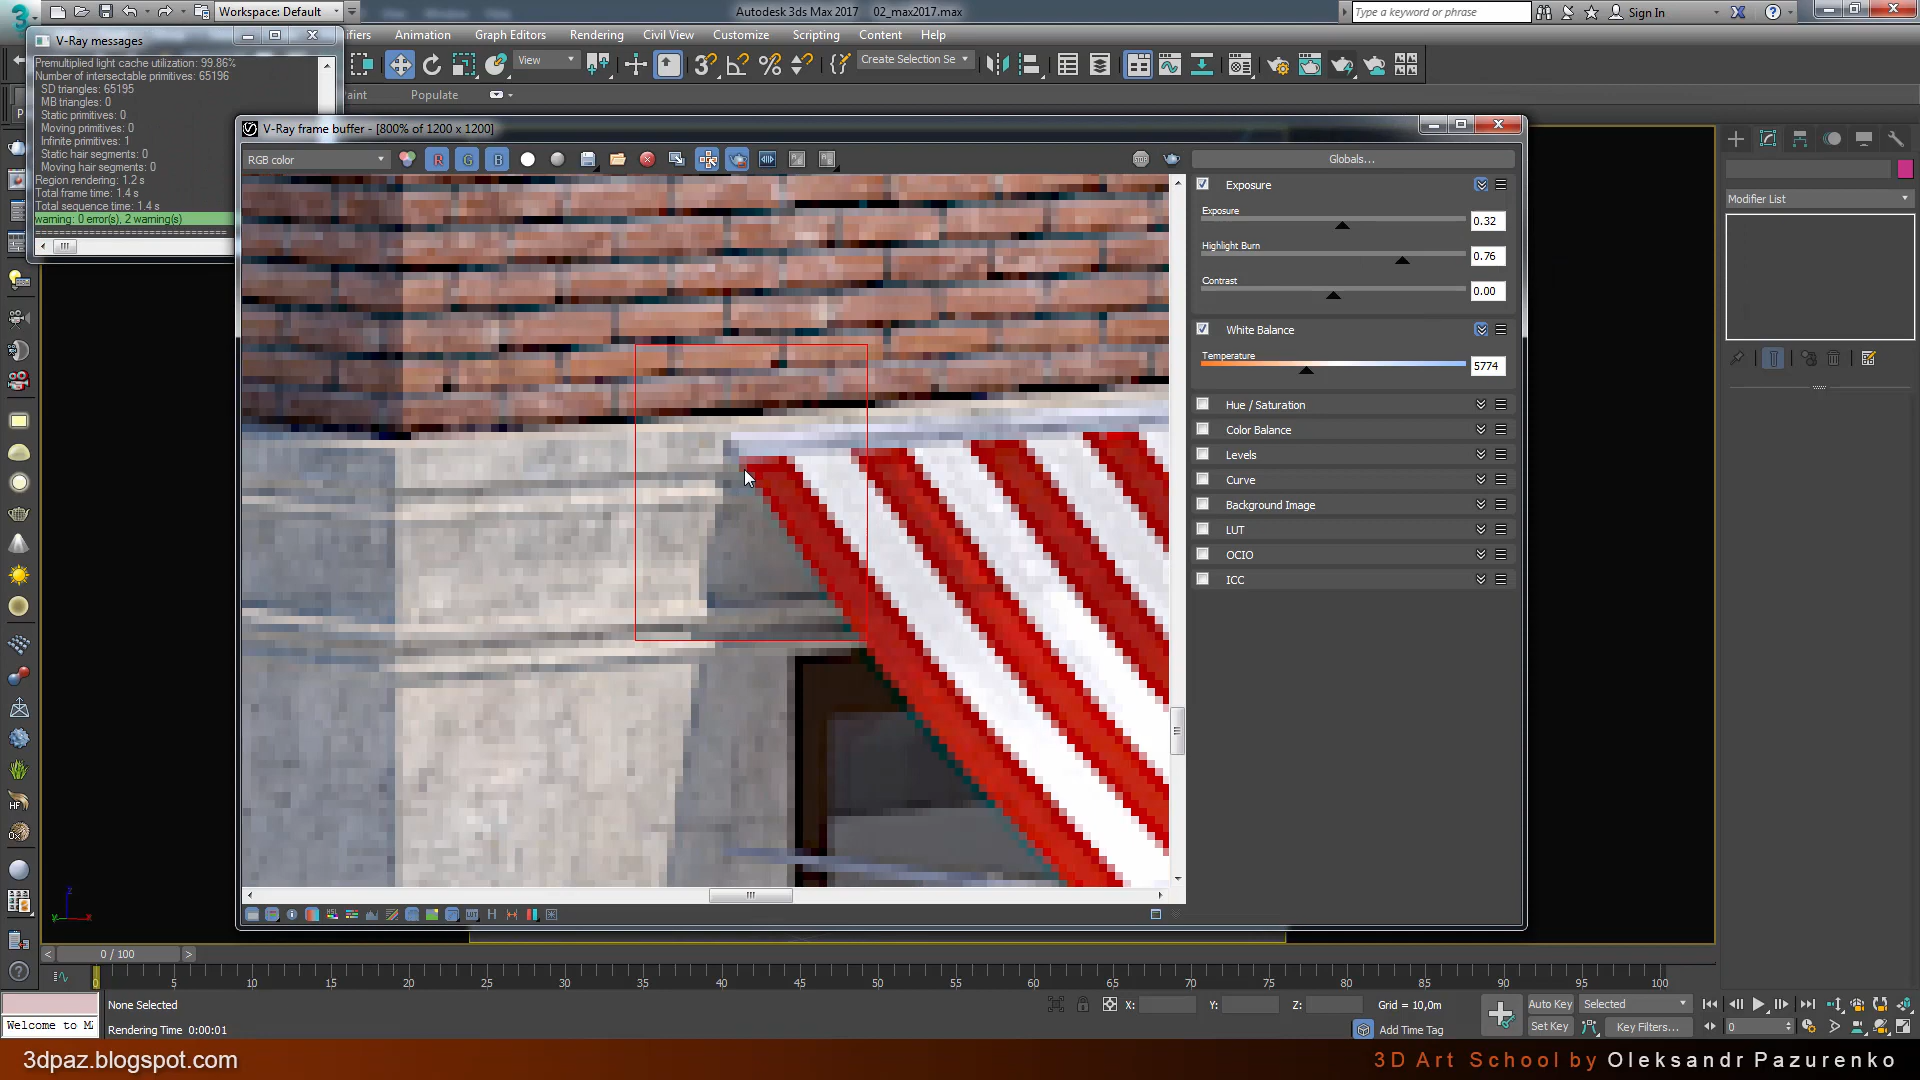 Workspace: Default
Autodesk 3ds Max 2017
02_max2017.max
Type a keyword or phrase
Sign In
V-Ray messages
Animation
Graph Editors
Rendering
Civil View
Customize
Scripting
Content
Help
View
Create Selection Se
Populate
Premultiplied light cache utilization: 99.86%
Number of intersectable primitives: 65196
SD triangles: 65195
MB triangles: 0
Static primitives: 0
Moving primitives: 0
Infinite primitives: 1
Static hair segments: 0
Moving hair segments: 0
Region rendering: 1.2 s
Total frame time: 1.4 s
Total sequence time: 1.4 s
warning: 0 error(s), 2 warning(s)
==============================
V-Ray frame buffer - [800% of 1200 x 1200]
RGB color
R
G
B
STOP
Globals...
Exposure
Exposure
0.32
Highlight Burn
0.76
Contrast
0.00
White Balance
Temperature
5774
Hue / Saturation
Color Balance
Levels
Curve
Background Image
LUT
OCIO
ICC
Modifier List
0 / 100
0
5
10
15
20
25
30
35
40
45
50
55
60
65
70
75
80
85
90
95
100
None Selected
X:
Y:
Z:
Grid = 10,0m
Auto Key
Selected
Welcome to M
Rendering Time 0:00:01
Add Time Tag
Set Key
Key Filters...
0
3dpaz.blogspot.com
3D Art School by Oleksandr Pazurenko